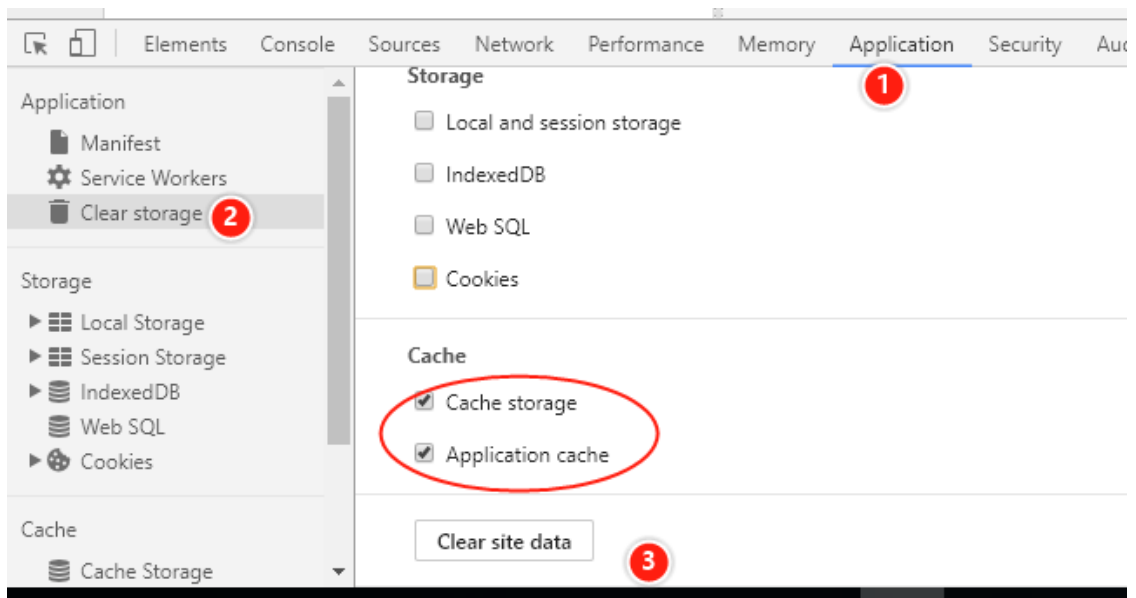 Elements Console Sources Network Performance Memory Application Security Auc
1
Application
Manifest
Service Workers
Clear storage 2
Storage
Local Storage
Session Storage
IndexedDB
Web SQL
Cookies
Cache
Cache Storage
Storage
Local and session storage
IndexedDB
Web SQL
Cookies
Cache
Cache storage
Application cache
Clear site data
3